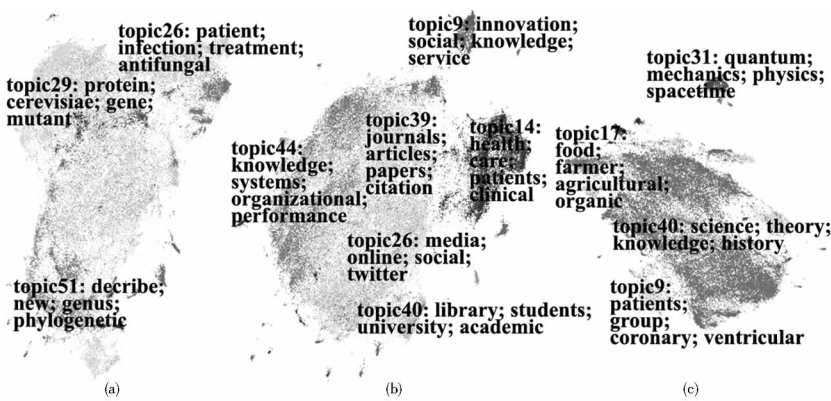 topic26: patient;
infection; treatment;
antifungal
topic29: protein;
cerevisiae; gene;
mutant
topic51: decribe;
new; genus;
phylogenetic
(a)
topic9: innovation;
social; knowledge;
service
topic44:
knowledge;
systems;
organizational;
performance
topic39:
journals;
articles;
papers;
citation
topic14:
health;
care;
patients;
clinical
topic26: media;
online; social;
twitter
topic40: library; students;
university; academic
(b)
topic31: quantum;
mechanics; physics;
spacetime
topic17:
food;
farmer;
agricultural;
organic
topic40: science; theory;
knowledge; history
topic9:
patients;
group;
coronary; ventricular
(c)